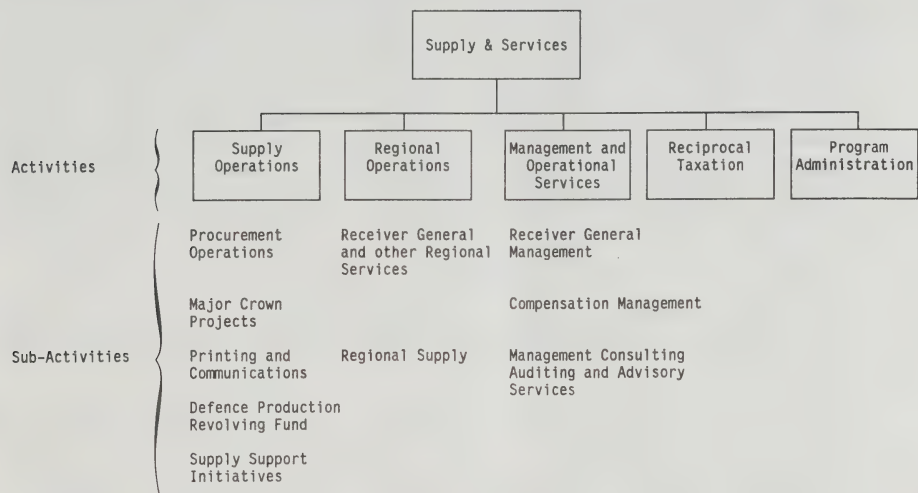 Supply & Services
Activities
Supply
Operations
Regional
Operations
Management and
Operational
Services
Reciprocal
Taxation
Program
Administration
Sub-Activities
Procurement
Operations
Major Crown
Projects
Printing and
Communications
Defence Production
Revolving Fund
Supply Support
Initiatives
Receiver General
and other Regional
Services
Regional Supply
Receiver General
Management
Compensation Management
Management Consulting
Auditing and Advisory
Services